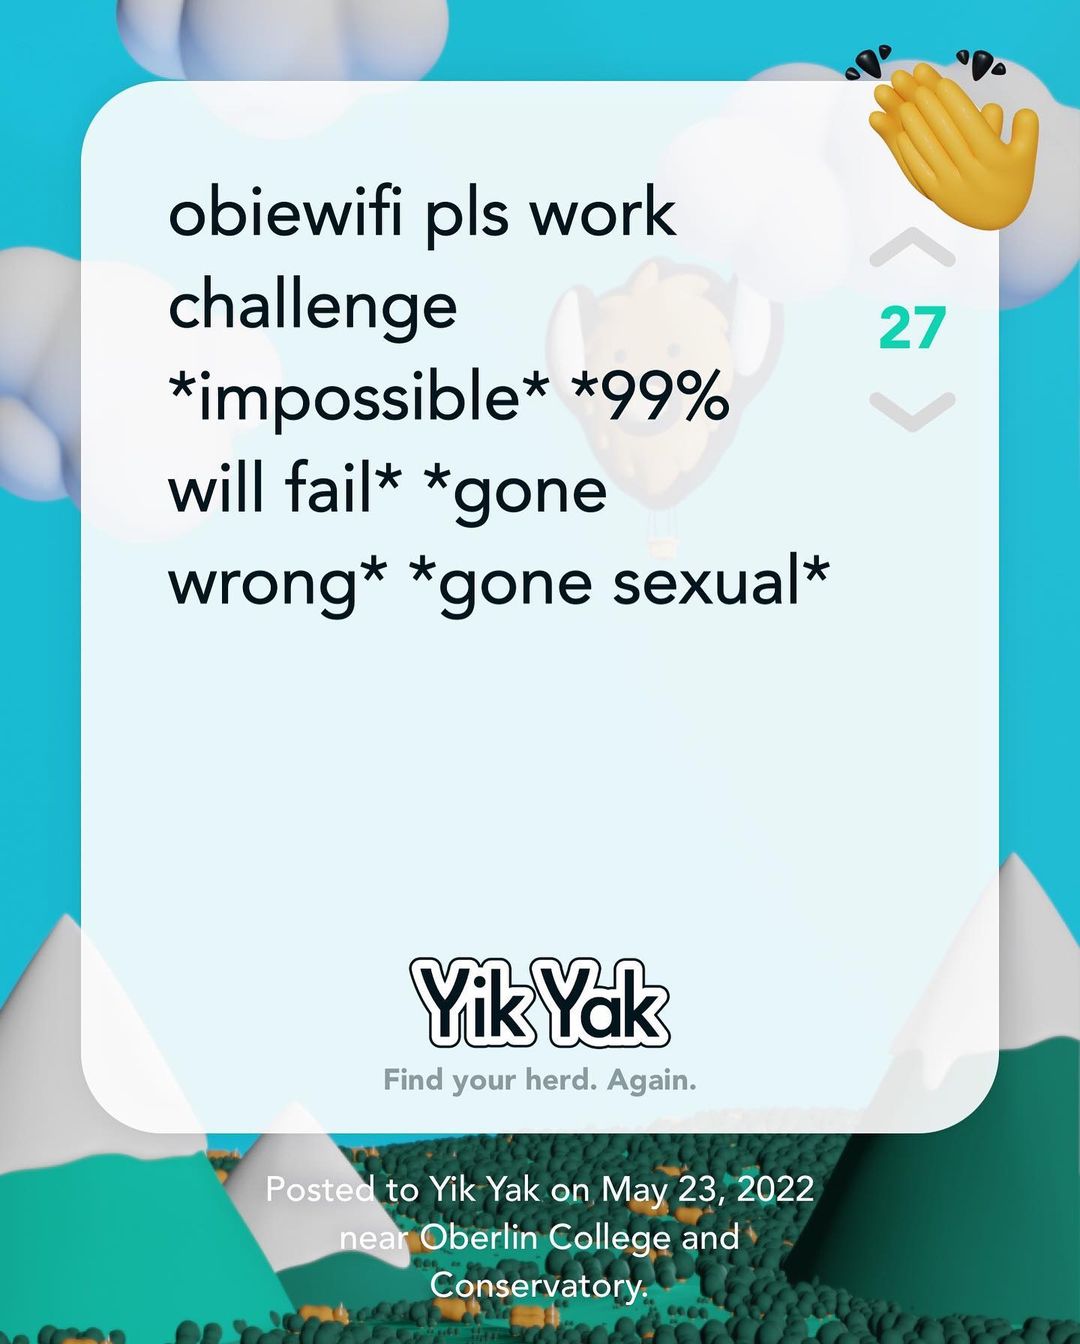 obiewifi pls work
challenge
*impossible* *99%
will fail* *gone
wrong* *gone sexual*
27
Yik Yak
Find your herd. Again.
Posted to Yik Yak on May 23, 2022
near Oberlin College and
Conservatory.